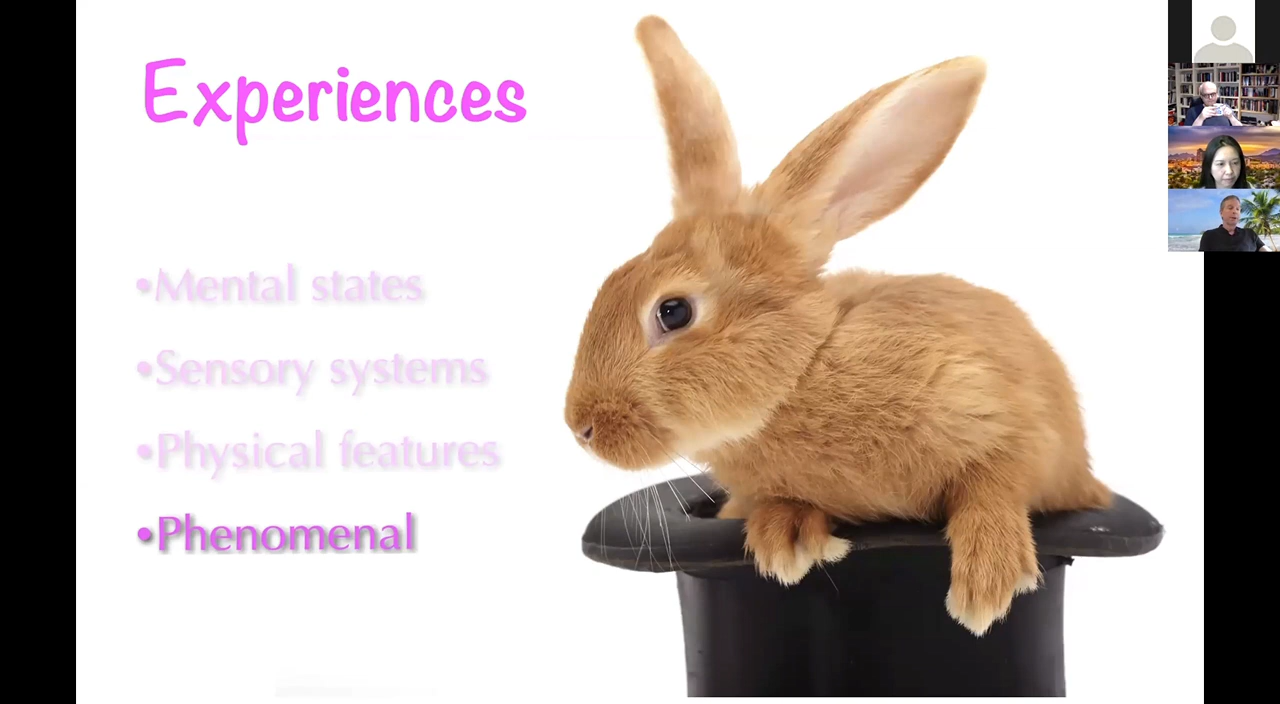 Experiences
•Mental states
•Sensory systems
•Physical features
•Phenomenal